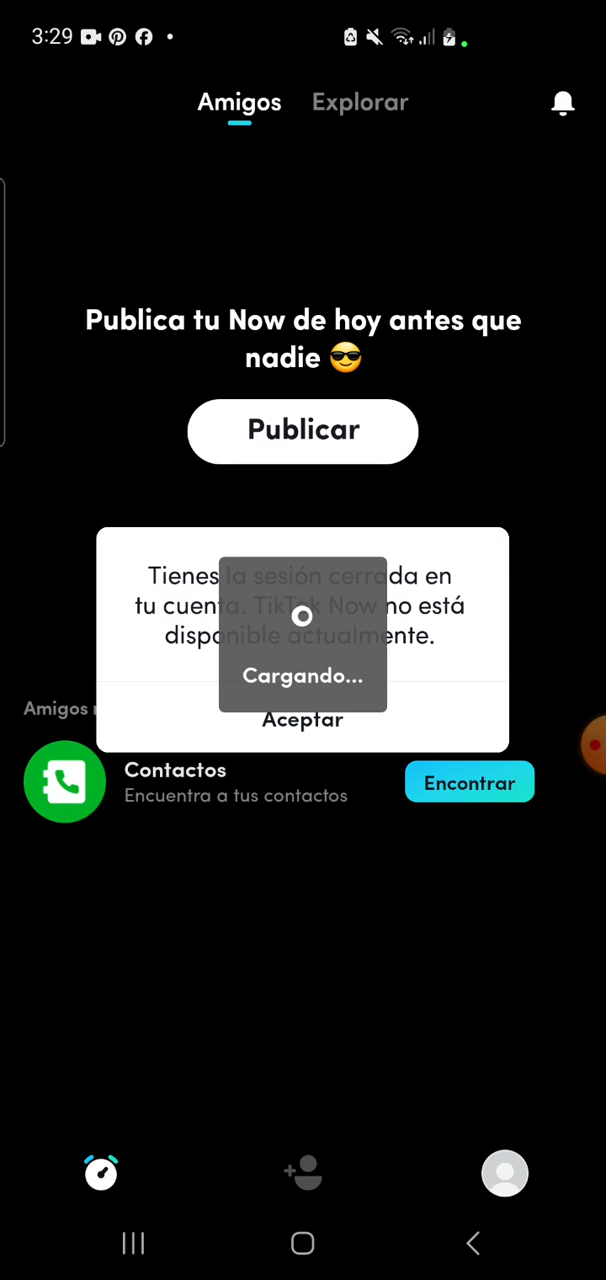 3:29
Amigos Explorar
Publica tu Now de hoy antes que
nadie 😎
Publicar
Tienes la sesión cerrada en
tu cuenta. TikTok Now no está
disponible actualmente.
Cargando...
Aceptar
Amigos
Contactos
Encuentra a tus contactos
Encontrar